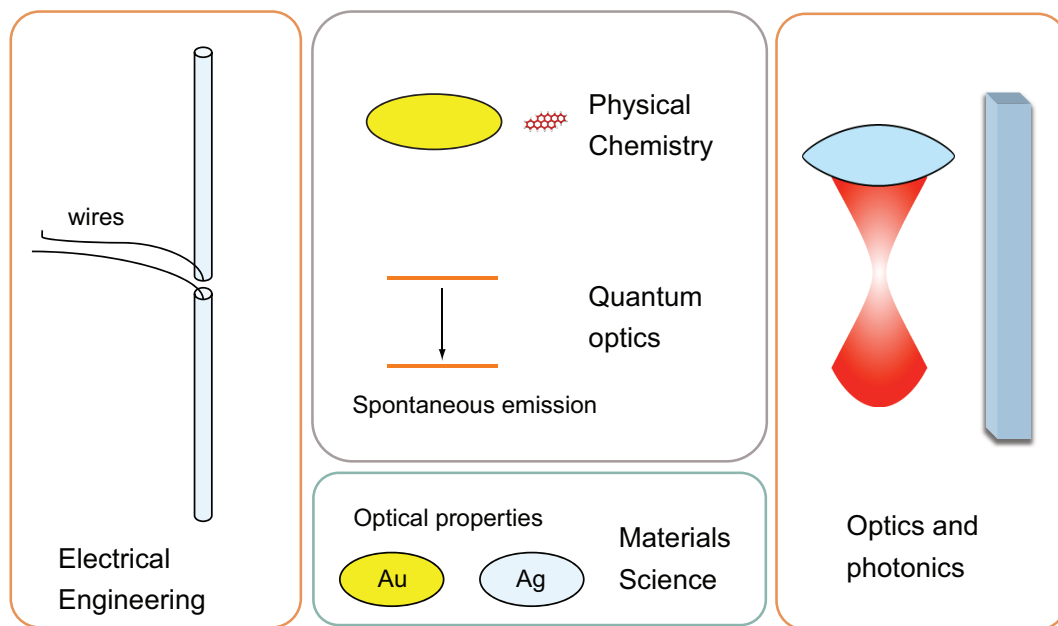 wires
Electrical
Engineering
Physical
Chemistry
Quantum
optics
Spontaneous emission
Optical properties
Au
Ag
Materials
Science
Optics and
photonics